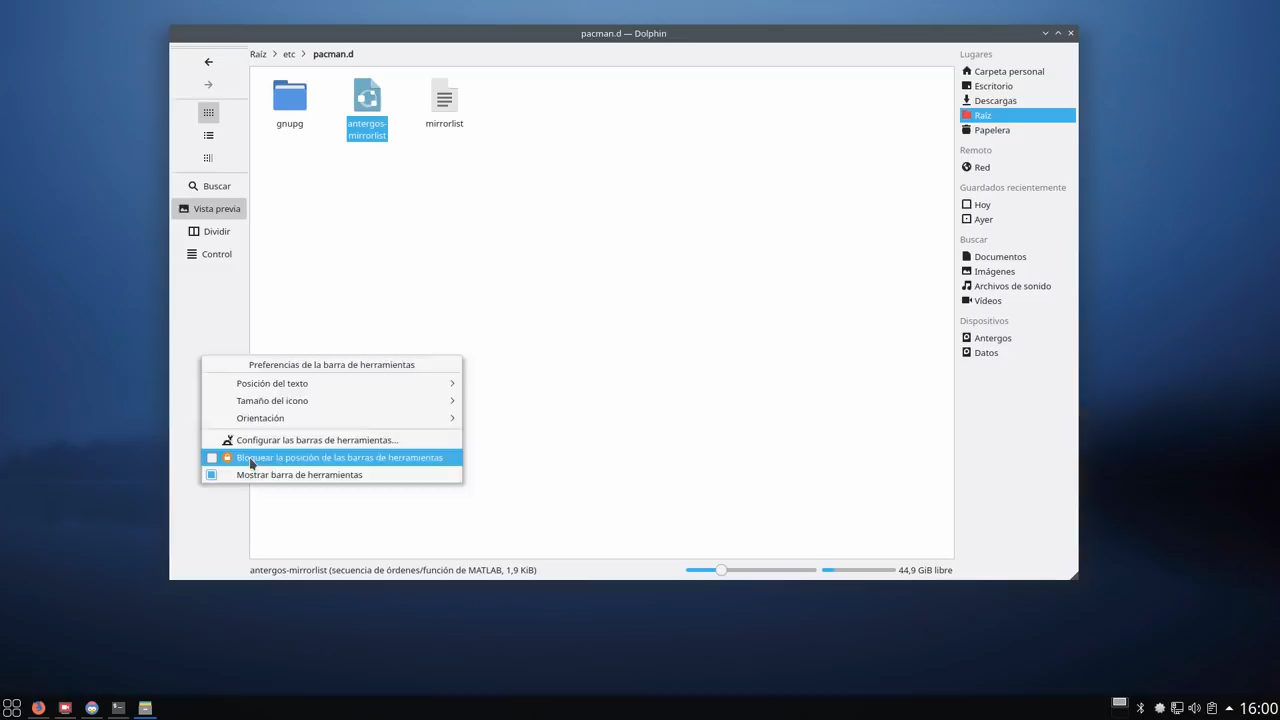 pacman.d — Dolphin
Raíz > etc > pacman.d
gnupg
antergos-
mirrorlist
mirrorlist
Buscar
Vista previa
Dividir
Control
Preferencias de la barra de herramientas
Posición del texto
Tamaño del icono
Orientación
Configurar las barras de herramientas...
Bloquear la posición de las barras de herramientas
Mostrar barra de herramientas
antergos-mirrorlist (secuencia de órdenes/función de MATLAB, 1,9 KiB)
44,9 GiB libre
Lugares
Carpeta personal
Escritorio
Descargas
Raíz
Papelera
Remoto
Red
Guardados recientemente
Hoy
Ayer
Buscar
Documentos
Imágenes
Archivos de sonido
Vídeos
Dispositivos
Antergos
Datos
16:00